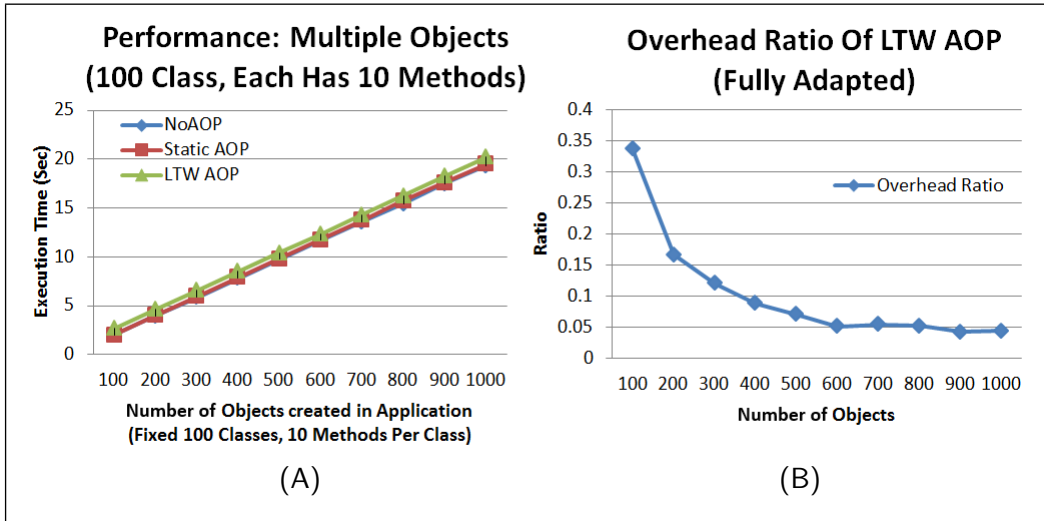 Performance: Multiple Objects
(100 Class, Each Has 10 Methods)
25
20
15
10
5
0
Execution Time (Sec)
NoAOP
Static AOP
LTW AOP
100 200 300 400 500 600 700 800 900 1000
Number of Objects created in Application
(Fixed 100 Classes, 10 Methods Per Class)
(A)
Overhead Ratio Of LTW AOP
(Fully Adapted)
0.4
0.35
0.3
0.25
0.2
0.15
0.1
0.05
0
Ratio
Overhead Ratio
100 200 300 400 500 600 700 800 900 1000
Number of Objects
(B)